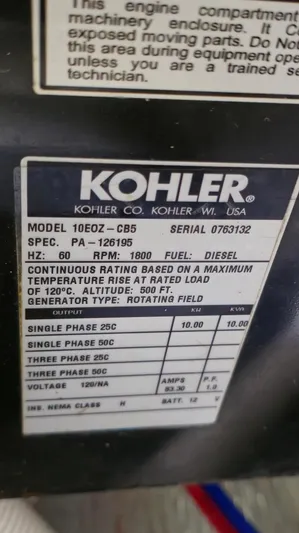 This engine compartment
machinery enclosure. It
exposed moving parts. Do Not
this area during equipment
unless you are a trained
technician.
KOHLER®
KOHLER CO. KOHLER WI. USA
MODEL 10EOZ-CB5 SERIAL 0763132
SPEC. PA-126195
HZ: 60 RPM: 1800 FUEL: DIESEL
CONTINUOUS RATING BASED ON A MAXIMUM
TEMPERATURE RISE AT RATED LOAD
OF 120°C. ALTITUDE: 500 FT.
GENERATOR TYPE: ROTATING FIELD
OUTPUT KW KVA
SINGLE PHASE 25C 10.00 10.00
SINGLE PHASE 50C
THREE PHASE 25C
THREE PHASE 50C
VOLTAGE 120/NA AMPS 83.30 P.F. 1.0
INS. NEMA CLASS H BATT. 12 V